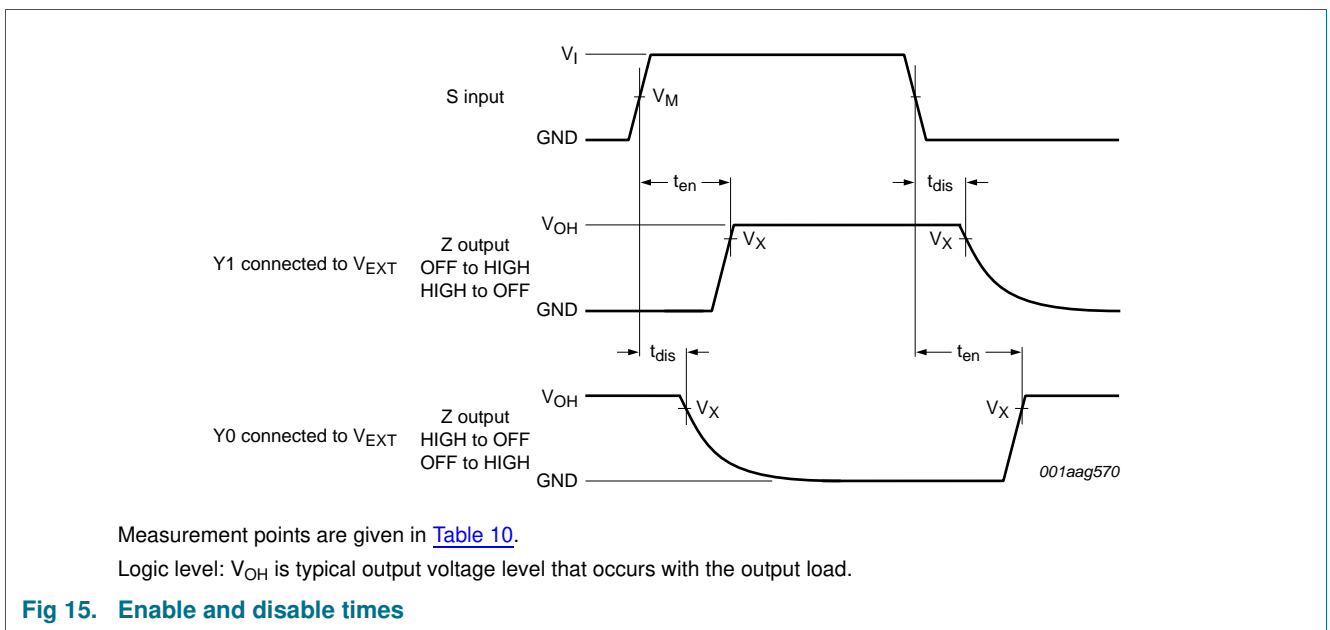 V_I
S input
V_M
GND
t_en
t_dis
V_OH
Y1 connected to V_EXT
Z output
OFF to HIGH
HIGH to OFF
V_X
V_X
GND
t_dis
t_en
V_OH
Y0 connected to V_EXT
Z output
HIGH to OFF
OFF to HIGH
V_X
V_X
GND
001aag570
Measurement points are given in Table 10.
Logic level: V_OH is typical output voltage level that occurs with the output load.
Fig 15. Enable and disable times